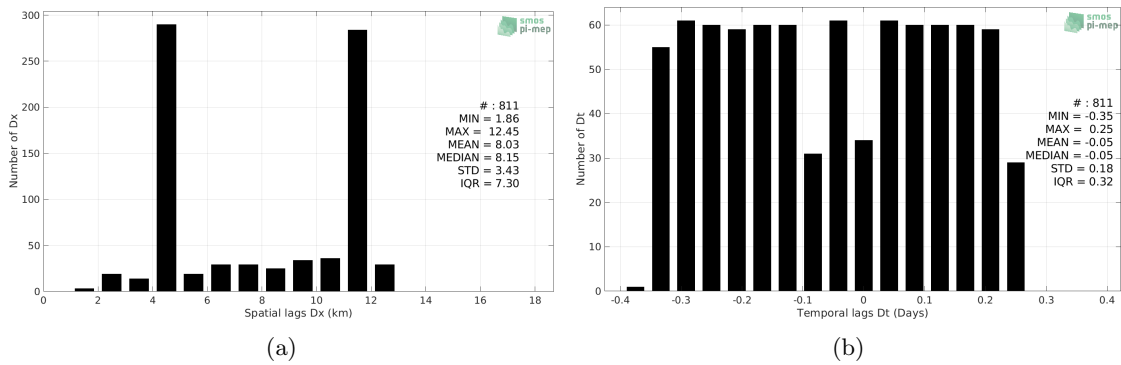 300
250
200
150
100
50
0
Number of Dx
0 2 4 6 8 10 12 14 16 18
Spatial lags Dx (km)
smos
pi-mep
# : 811
MIN = 1.86
MAX = 12.45
MEAN = 8.03
MEDIAN = 8.15
STD = 3.43
IQR = 7.30
(a)
60
50
40
30
20
10
0
Number of Dt
-0.4 -0.3 -0.2 -0.1 0 0.1 0.2 0.3 0.4
Temporal lags Dt (Days)
smos
pi-mep
# : 811
MIN = -0.35
MAX = 0.25
MEAN = -0.05
MEDIAN = -0.05
STD = 0.18
IQR = 0.32
(b)